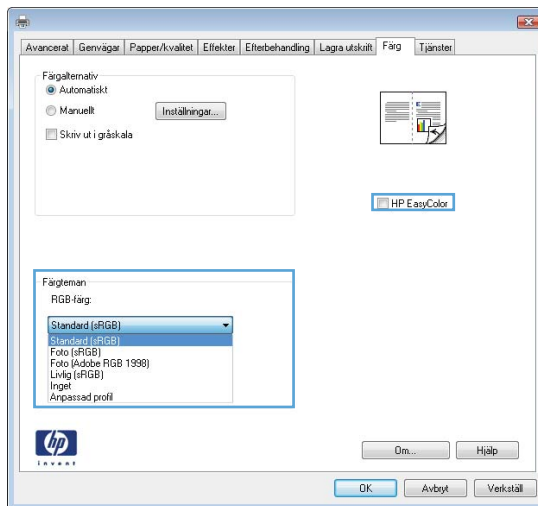 Avancerat Genvägar Papper/kvalitet Effekter Efterbehandling Lagra utskrift Färg Tjänster
Färgalternativ
Automatiskt
Manuellt Inställningar...
Skriv ut i gråskala
HP EasyColor
Färgteman
RGB-färg:
Standard (sRGB)
Standard (sRGB)
Foto (sRGB)
Foto (Adobe RGB 1998)
Livlig (sRGB)
Inget
Anpassad profil
hp
invent
Om... Hjälp
OK Avbryt Verkställ